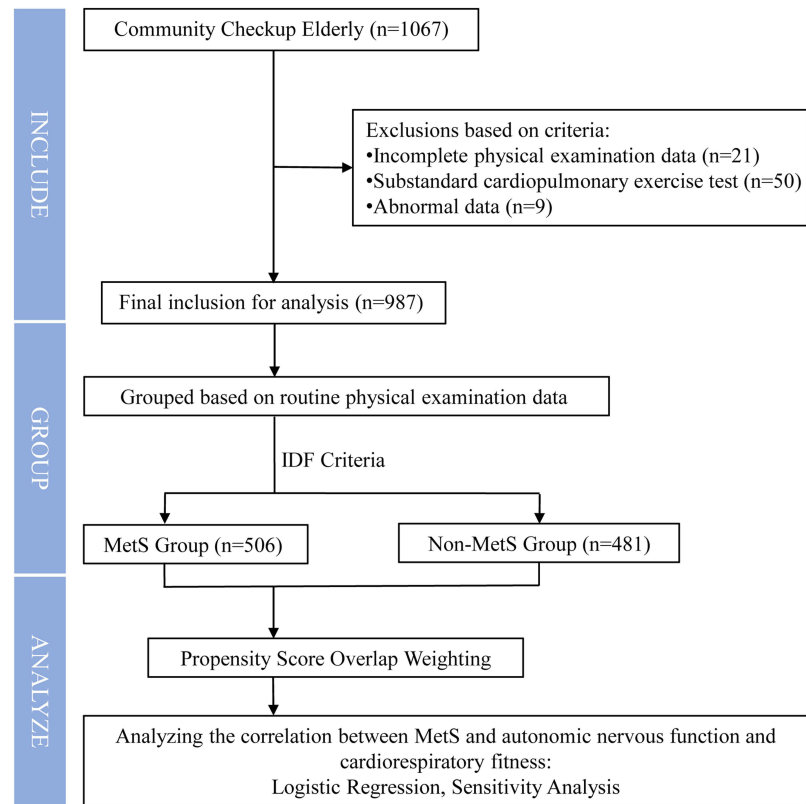 INCLUDE
Community Checkup Elderly (n=1067)
Exclusions based on criteria:
•Incomplete physical examination data (n=21)
•Substandard cardiopulmonary exercise test (n=50)
•Abnormal data (n=9)
Final inclusion for analysis (n=987)
GROUP
Grouped based on routine physical examination data
IDF Criteria
MetS Group (n=506)
Non-MetS Group (n=481)
ANALYZE
Propensity Score Overlap Weighting
Analyzing the correlation between MetS and autonomic nervous function and
cardiorespiratory fitness:
Logistic Regression, Sensitivity Analysis